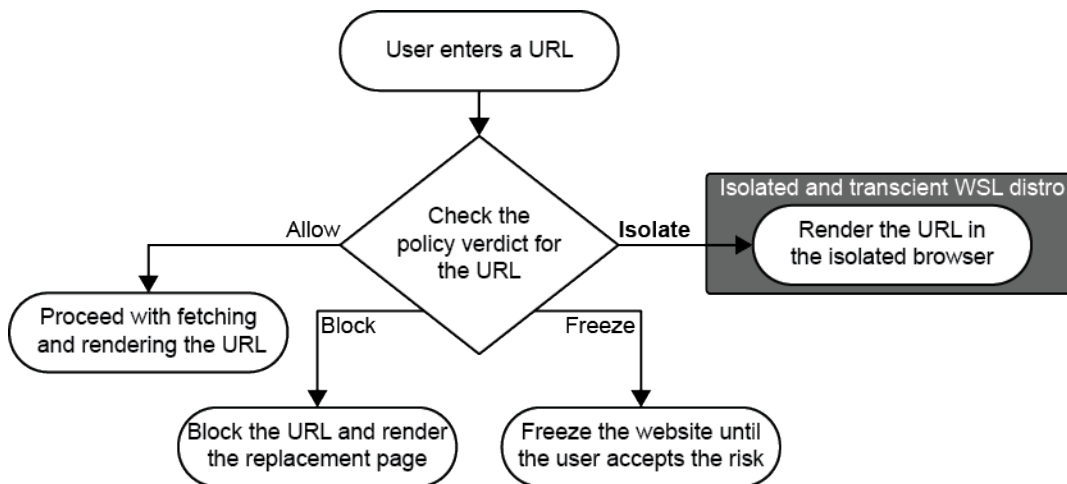 User enters a URL
Isolated and transcient WSL distro
Allow
Check the
policy verdict for
the URL
Isolate
Render the URL in
the isolated browser
Proceed with fetching
and rendering the URL
Block
Freeze
Block the URL and render
the replacement page
Freeze the website until
the user accepts the risk